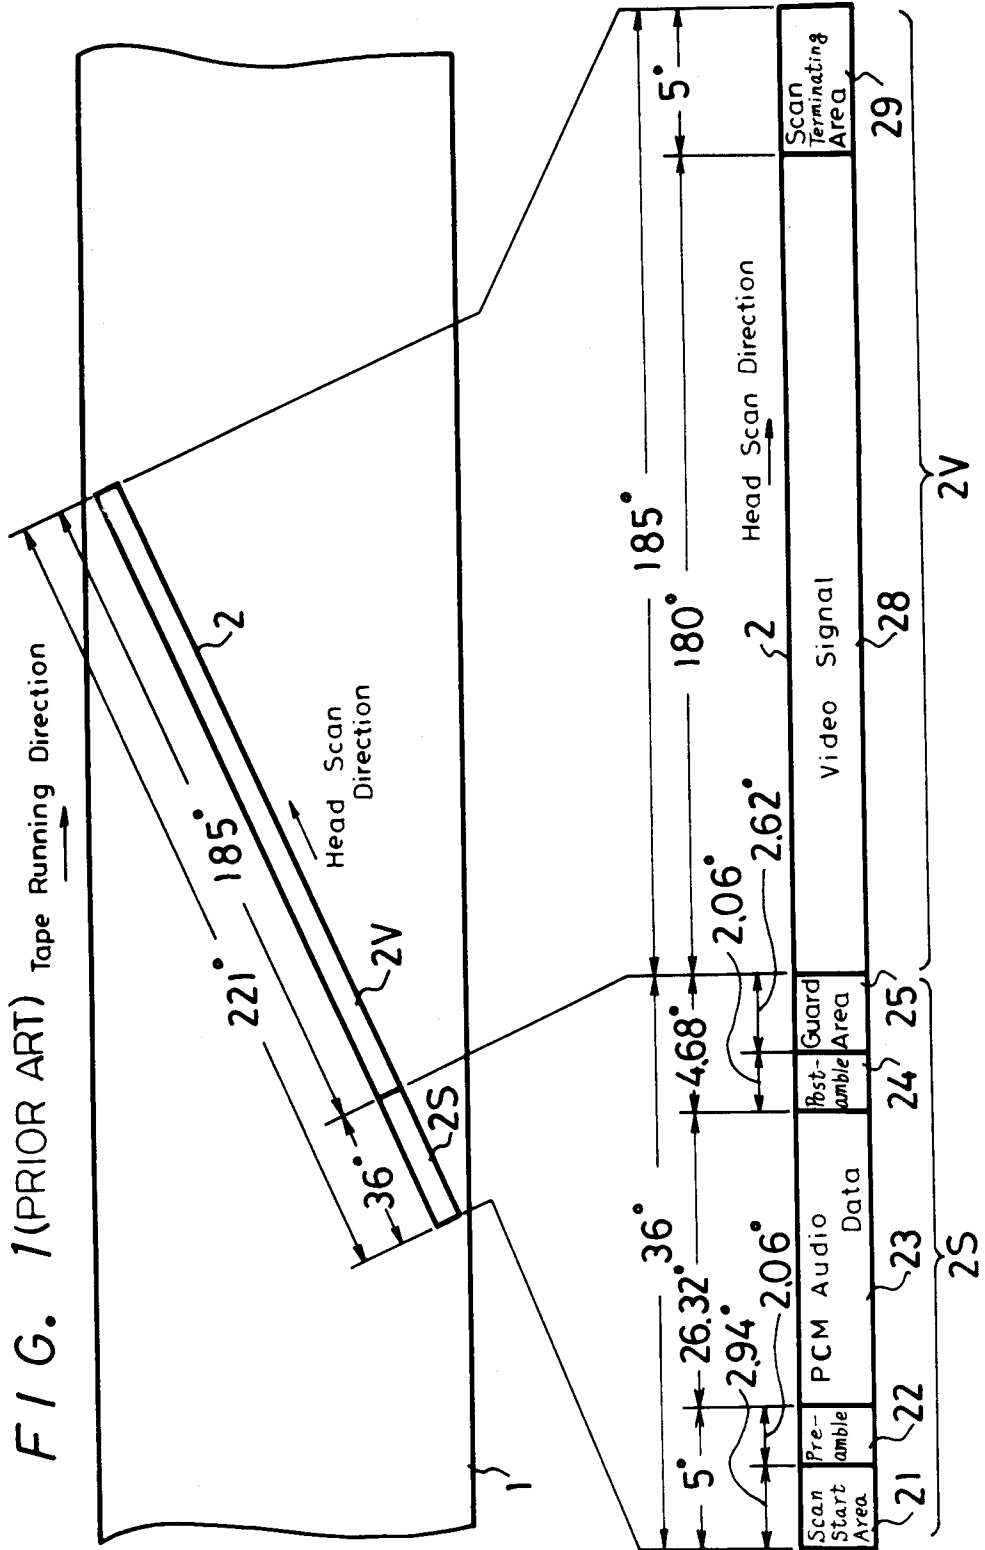 FIG. 1 (PRIOR ART)
Tape Running Direction
221°
185°
36°
2
Head Scan
Direction
2V
2S
1
185°
5°
180°
36°
26.32°
4.68°
5°
2.94°
2.06°
2.06°
2.62°
2
Head Scan Direction
Scan
Start
Area
Pre-
amble
PCM Audio
Data
Post-
amble
Guard
Area
Video Signal
Scan
Terminating
Area
21
22
23
24
25
28
29
2S
2V